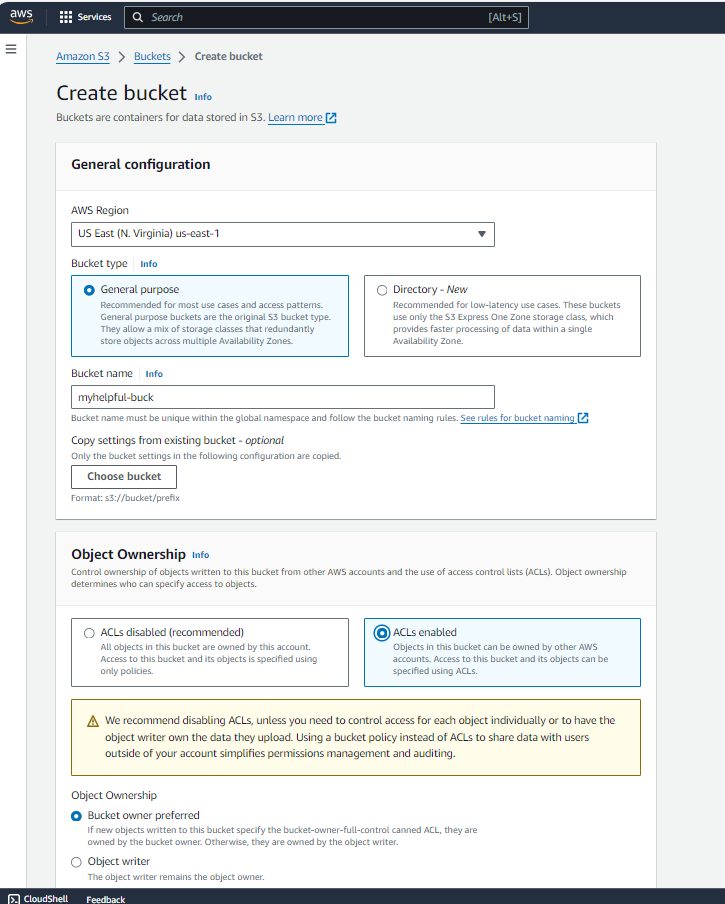 aws
Services
Search
[Alt+S]
Amazon S3 > Buckets > Create bucket
Create bucket Info
Buckets are containers for data stored in S3. Learn more
General configuration
AWS Region
US East (N. Virginia) us-east-1
Bucket type Info
General purpose
Recommended for most use cases and access patterns.
General purpose buckets are the original S3 bucket type.
They allow a mix of storage classes that redundantly
store objects across multiple Availability Zones.
Directory - New
Recommended for low-latency use cases. These buckets
use only the S3 Express One Zone storage class, which
provides faster processing of data within a single
Availability Zone.
Bucket name Info
myhelpful-buck
Bucket name must be unique within the global namespace and follow the bucket naming rules. See rules for bucket naming
Copy settings from existing bucket - optional
Only the bucket settings in the following configuration are copied.
Choose bucket
Format: s3://bucket/prefix
Object Ownership Info
Control ownership of objects written to this bucket from other AWS accounts and the use of access control lists (ACLs). Object ownership
determines who can specify access to objects.
ACLs disabled (recommended)
All objects in this bucket are owned by this account.
Access to this bucket and its objects is specified using
only policies.
ACLs enabled
Objects in this bucket can be owned by other AWS
accounts. Access to this bucket and its objects can be
specified using ACLs.
We recommend disabling ACLs, unless you need to control access for each object individually or to have the
object writer own the data they upload. Using a bucket policy instead of ACLs to share data with users
outside of your account simplifies permissions management and auditing.
Object Ownership
Bucket owner preferred
If new objects written to this bucket specify the bucket-owner-full-control canned ACL, they are
owned by the bucket owner. Otherwise, they are owned by the object writer.
Object writer
The object writer remains the object owner.
CloudShell
Feedback